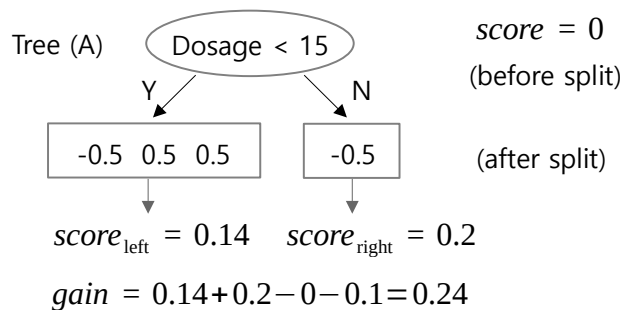 Tree (A) Dosage < 15 score = 0
(before split)
Y N
-0.5 0.5 0.5 -0.5 (after split)
score_left = 0.14 score_right = 0.2
gain = 0.14+0.2−0−0.1=0.24